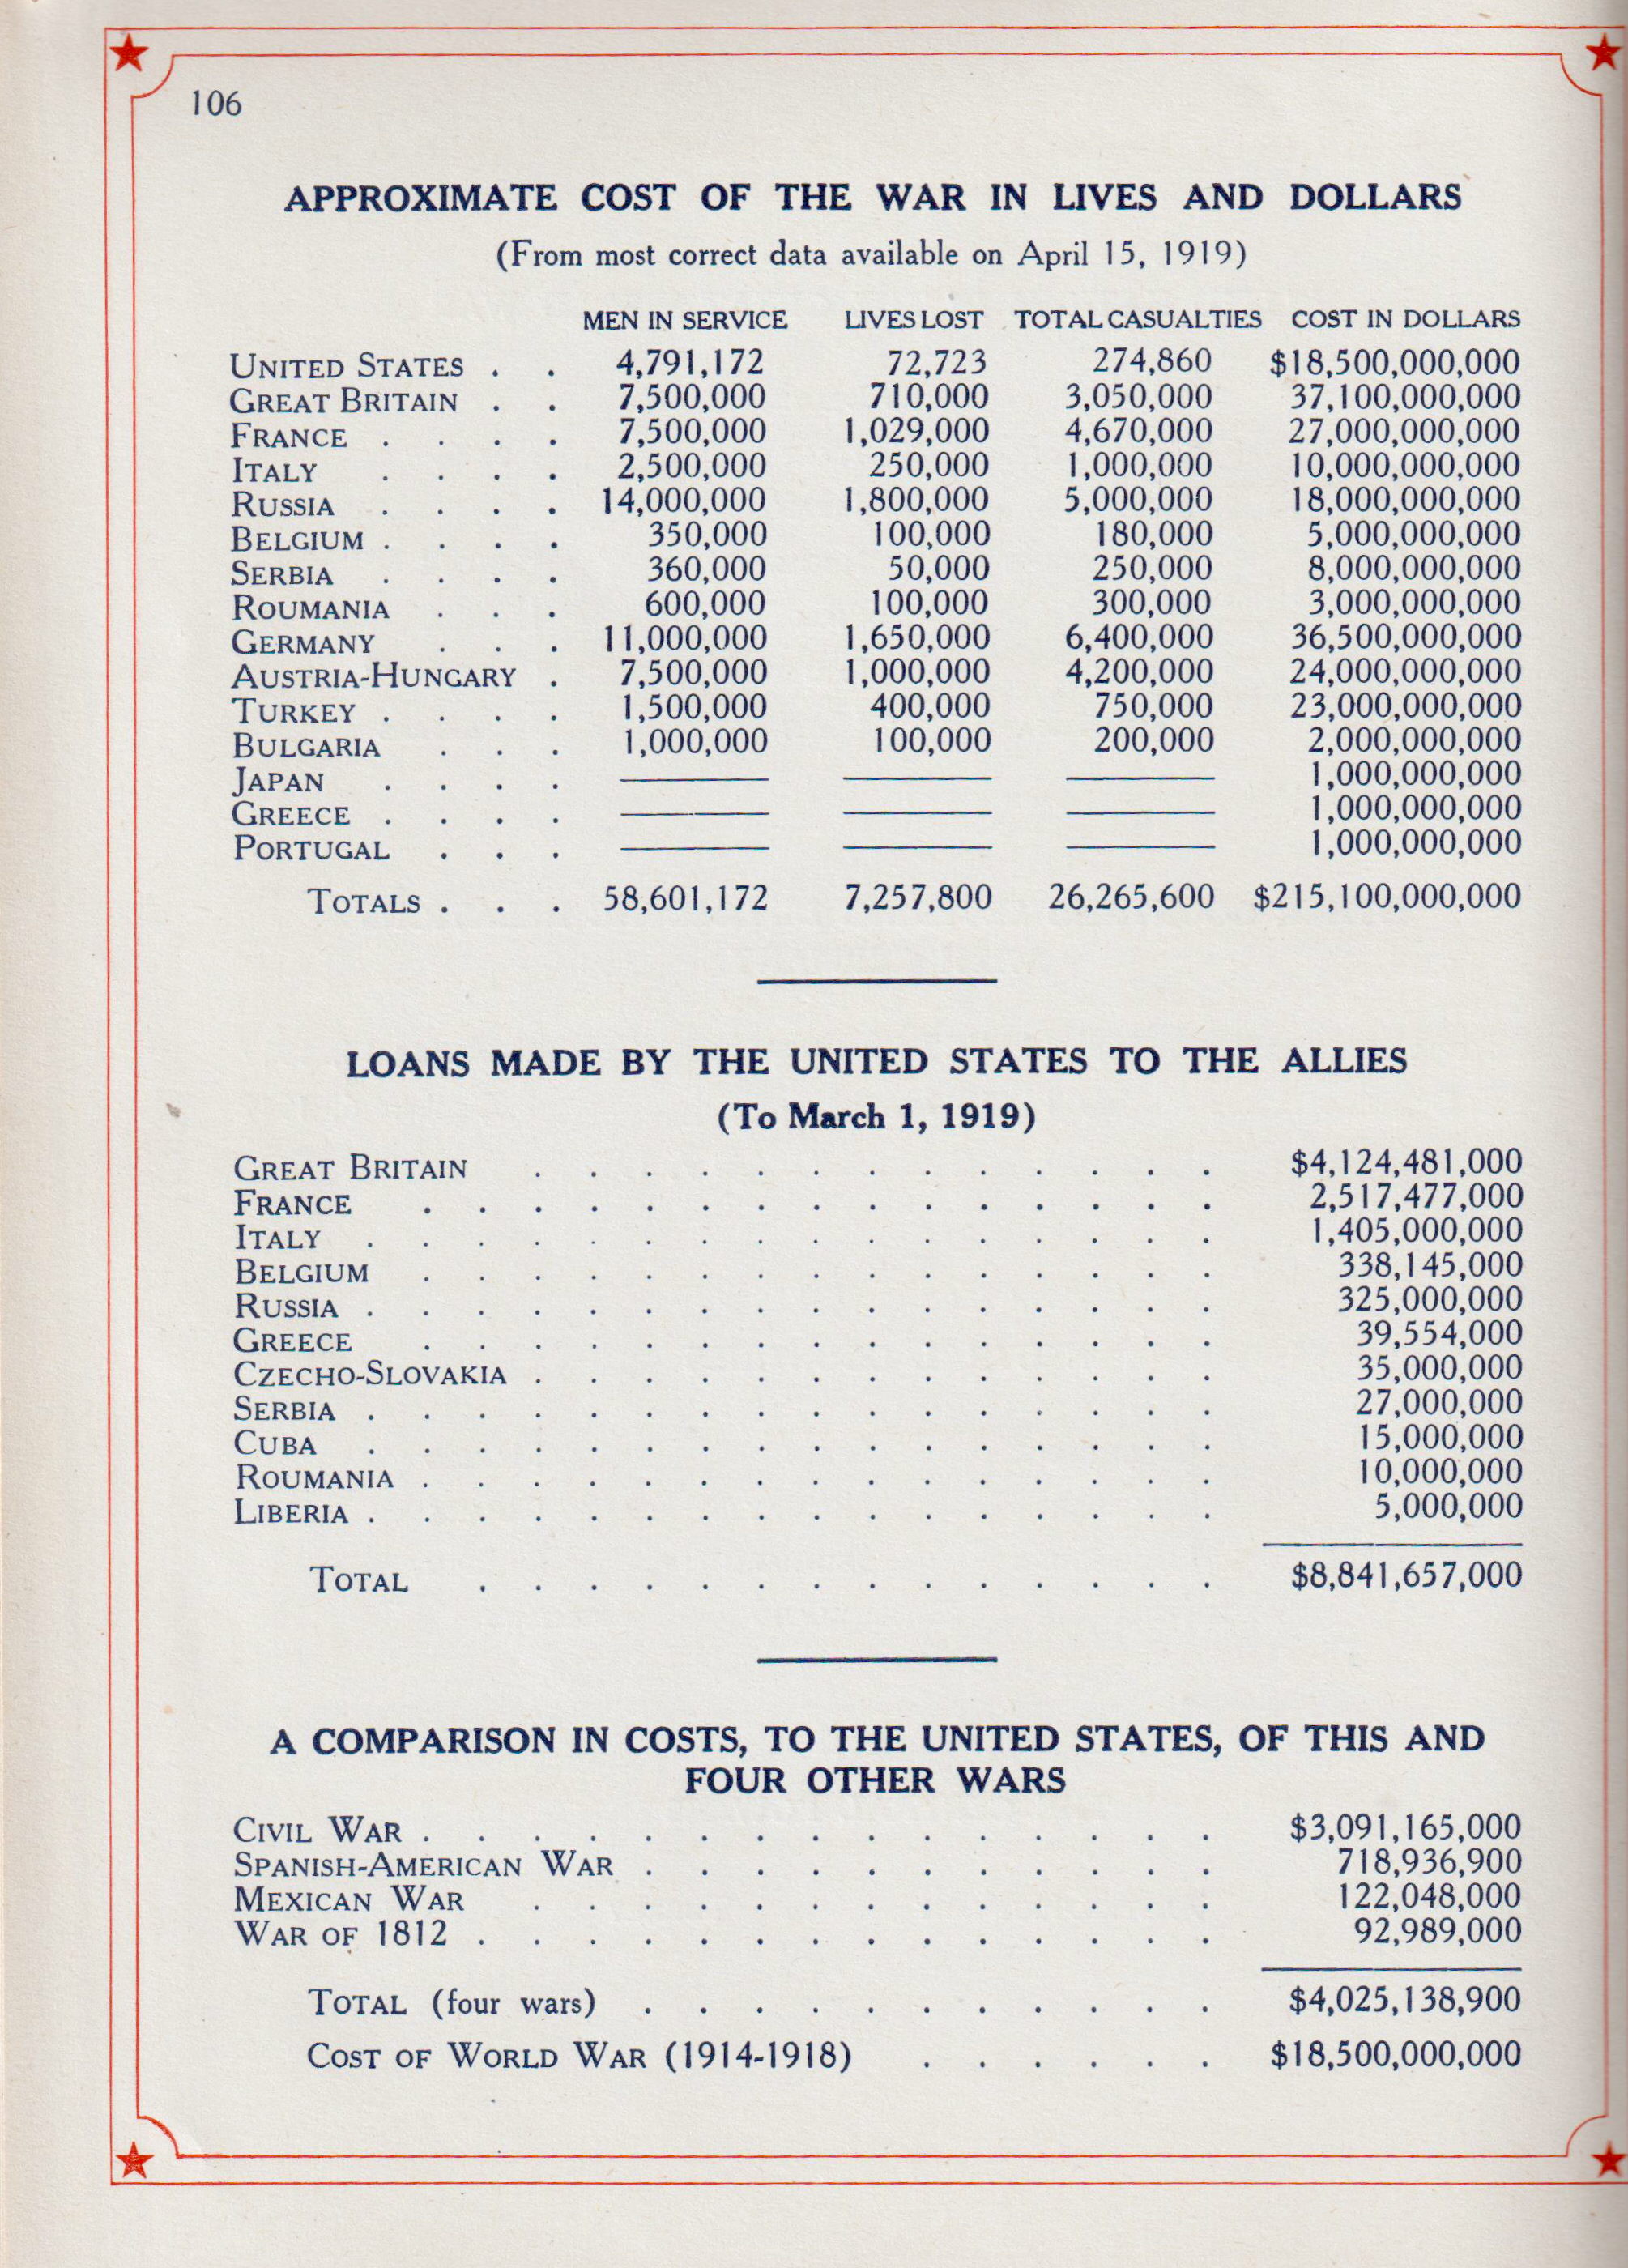 106
APPROXIMATE COST OF THE WAR IN LIVES AND DOLLARS
(From most correct data available on April 15, 1919)
MEN IN SERVICE LIVES LOST TOTAL CASUALTIES COST IN DOLLARS
UNITED STATES . . 4,791,172 72,723 274,860 $18,500,000,000
GREAT BRITAIN . . 7,500,000 710,000 3,050,000 37,100,000,000
FRANCE . . . . 7,500,000 1,029,000 4,670,000 27,000,000,000
ITALY . . . . 2,500,000 250,000 1,000,000 10,000,000,000
RUSSIA . . . . 14,000,000 1,800,000 5,000,000 18,000,000,000
BELGIUM . . . . 350,000 100,000 180,000 5,000,000,000
SERBIA . . . . 360,000 50,000 250,000 8,000,000,000
ROUMANIA . . . 600,000 100,000 300,000 3,000,000,000
GERMANY . . . 11,000,000 1,650,000 6,400,000 36,500,000,000
AUSTRIA-HUNGARY . 7,500,000 1,000,000 4,200,000 24,000,000,000
TURKEY . . . . 1,500,000 400,000 750,000 23,000,000,000
BULGARIA . . . 1,000,000 100,000 200,000 2,000,000,000
JAPAN . . . . —— —— —— 1,000,000,000
GREECE . . . . —— —— —— 1,000,000,000
PORTUGAL . . . —— —— —— 1,000,000,000
TOTALS . . . 58,601,172 7,257,800 26,265,600 $215,100,000,000
LOANS MADE BY THE UNITED STATES TO THE ALLIES
(To March 1, 1919)
GREAT BRITAIN . . . . . . . . . . . . . $4,124,481,000
FRANCE . . . . . . . . . . . . . . . 2,517,477,000
ITALY . . . . . . . . . . . . . . . . 1,405,000,000
BELGIUM . . . . . . . . . . . . . . . 338,145,000
RUSSIA . . . . . . . . . . . . . . . . 325,000,000
GREECE . . . . . . . . . . . . . . . 39,554,000
CZECHO-SLOVAKIA . . . . . . . . . . . . . 35,000,000
SERBIA . . . . . . . . . . . . . . . . 27,000,000
CUBA . . . . . . . . . . . . . . . . 15,000,000
ROUMANIA . . . . . . . . . . . . . . . 10,000,000
LIBERIA . . . . . . . . . . . . . . . . 5,000,000
TOTAL . . . . . . . . . . . . . . $8,841,657,000
A COMPARISON IN COSTS, TO THE UNITED STATES, OF THIS AND
FOUR OTHER WARS
CIVIL WAR . . . . . . . . . . . . . . . $3,091,165,000
SPANISH-AMERICAN WAR . . . . . . . . . . . 718,936,900
MEXICAN WAR . . . . . . . . . . . . . 122,048,000
WAR OF 1812 . . . . . . . . . . . . . . 92,989,000
TOTAL (four wars) . . . . . . . . . . . $4,025,138,900
COST OF WORLD WAR (1914-1918) . . . . . . $18,500,000,000